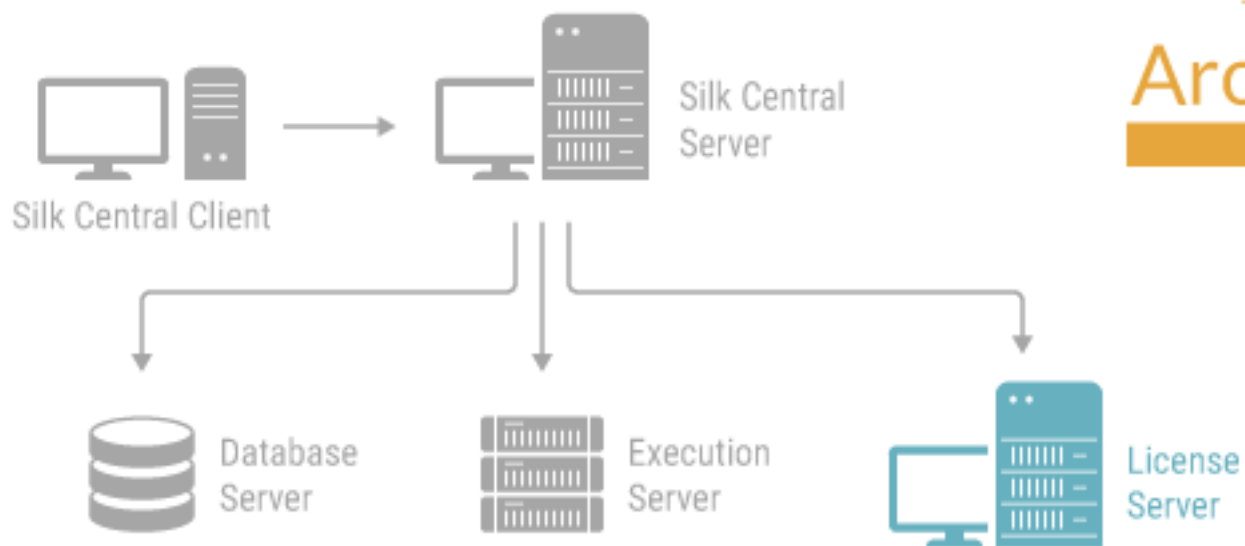 Silk Central
Server
Silk Central Client
Database
Server
Execution
Server
License
Server